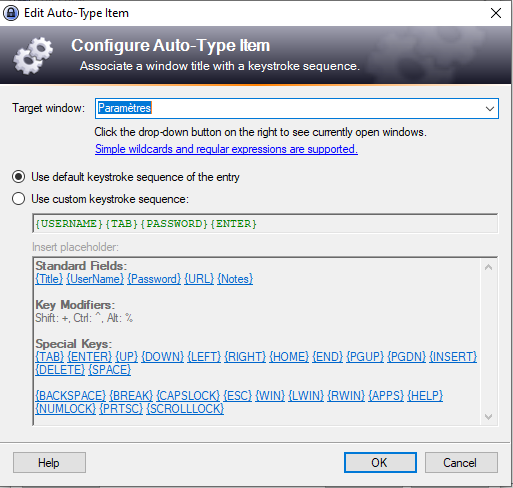 Edit Auto-Type Item
Configure Auto-Type Item
Associate a window title with a keystroke sequence.
Target window: Paramètres
Click the drop-down button on the right to see currently open windows.
Simple wildcards and regular expressions are supported.
Use default keystroke sequence of the entry
Use custom keystroke sequence:
{USERNAME}{TAB}{PASSWORD}{ENTER}
Insert placeholder:
Standard Fields:
{Title} {UserName} {Password} {URL} {Notes}
Key Modifiers:
Shift: +, Ctrl: ^, Alt: %
Special Keys:
{TAB} {ENTER} {UP} {DOWN} {LEFT} {RIGHT} {HOME} {END} {PGUP} {PGDN} {INSERT}
{DELETE} {SPACE}
{BACKSPACE} {BREAK} {CAPSLOCK} {ESC} {WIN} {LWIN} {RWIN} {APPS} {HELP}
{NUMLOCK} {PRTSC} {SCROLLLOCK}
Help OK Cancel